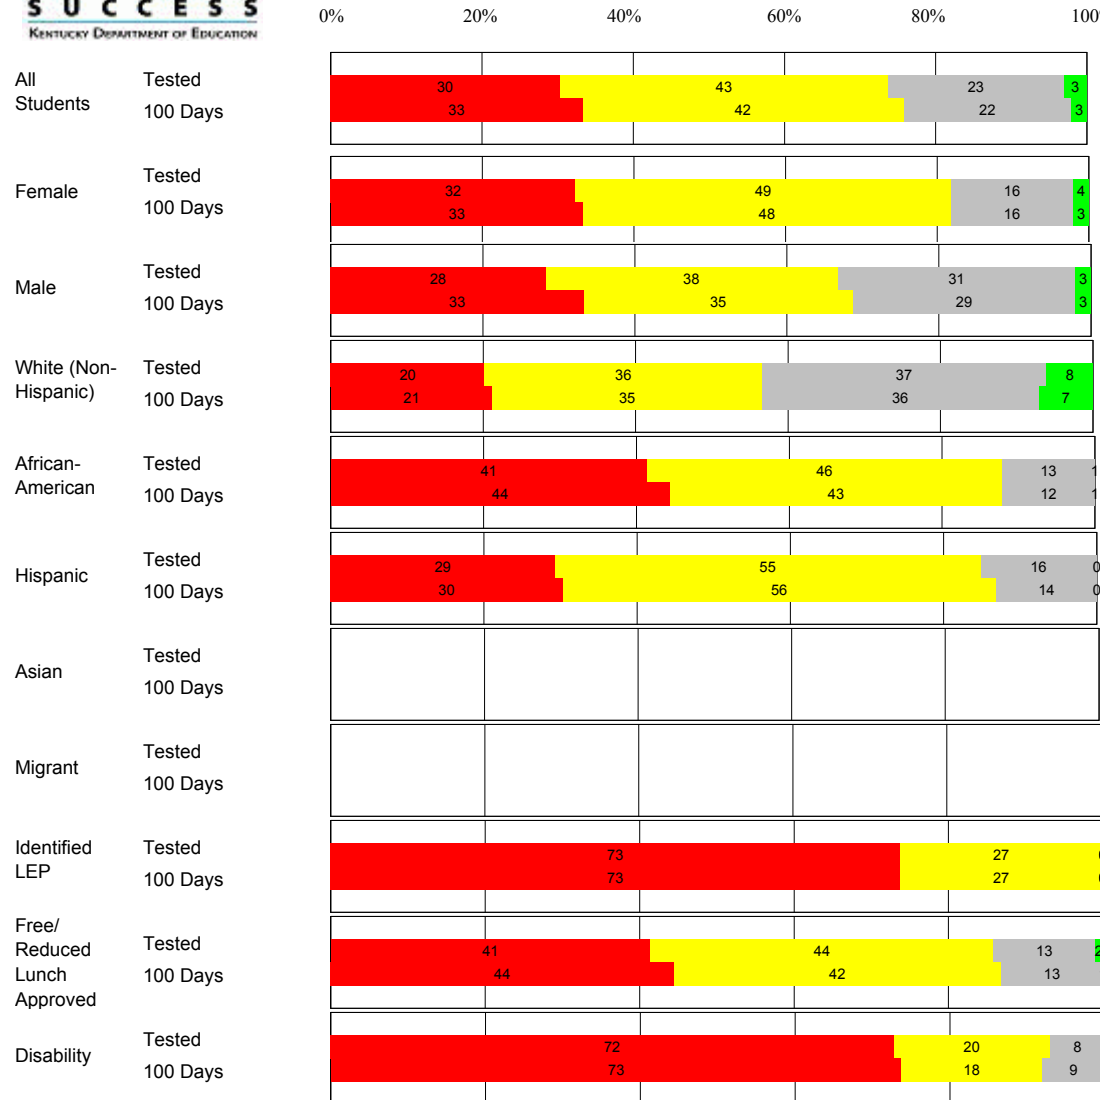 S U C C E S S
KENTUCKY DEPARTMENT OF EDUCATION
0% 20% 40% 60% 80% 100%
All Students
Tested 30 43 23 3
100 Days 33 42 22 3
Female
Tested 32 49 16 4
100 Days 33 48 16 3
Male
Tested 28 38 31 3
100 Days 33 35 29 3
White (Non-
Hispanic)
Tested 20 36 37 8
100 Days 21 35 36 7
African-
American
Tested 41 46 13 1
100 Days 44 43 12 1
Hispanic
Tested 29 55 16 0
100 Days 30 56 14 0
Asian
Tested
100 Days
Migrant
Tested
100 Days
Identified
LEP
Tested 73 27
100 Days 73 27
Free/
Reduced
Lunch
Approved
Tested 41 44 13 2
100 Days 44 42 13
Disability
Tested 72 20 8
100 Days 73 18 9